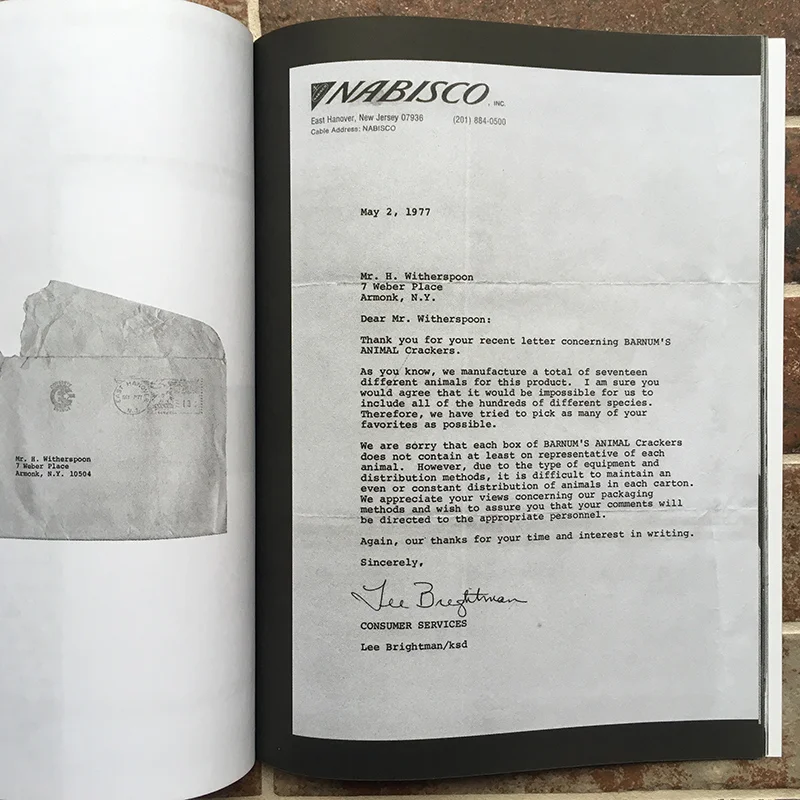 Mr. H. Witherspoon
7 Weber Place
Armonk, N.Y. 10504
NABISCO, INC.
East Hanover, New Jersey 07936 (201) 884-0500
Cable Address: NABISCO
May 2, 1977
Mr. H. Witherspoon
7 Weber Place
Armonk, N.Y.
Dear Mr. Witherspoon:
Thank you for your recent letter concerning BARNUM'S
ANIMAL Crackers.
As you know, we manufacture a total of seventeen
different animals for this product. I am sure you
would agree that it would be impossible for us to
include all of the hundreds of different species.
Therefore, we have tried to pick as many of your
favorites as possible.
We are sorry that each box of BARNUM'S ANIMAL Crackers
does not contain at least on representative of each
animal. However, due to the type of equipment and
distribution methods, it is difficult to maintain an
even or constant distribution of animals in each carton.
We appreciate your views concerning our packaging
methods and wish to assure you that your comments will
be directed to the appropriate personnel.
Again, our thanks for your time and interest in writing.
Sincerely,
Lee Brightman
CONSUMER SERVICES
Lee Brightman/ksd